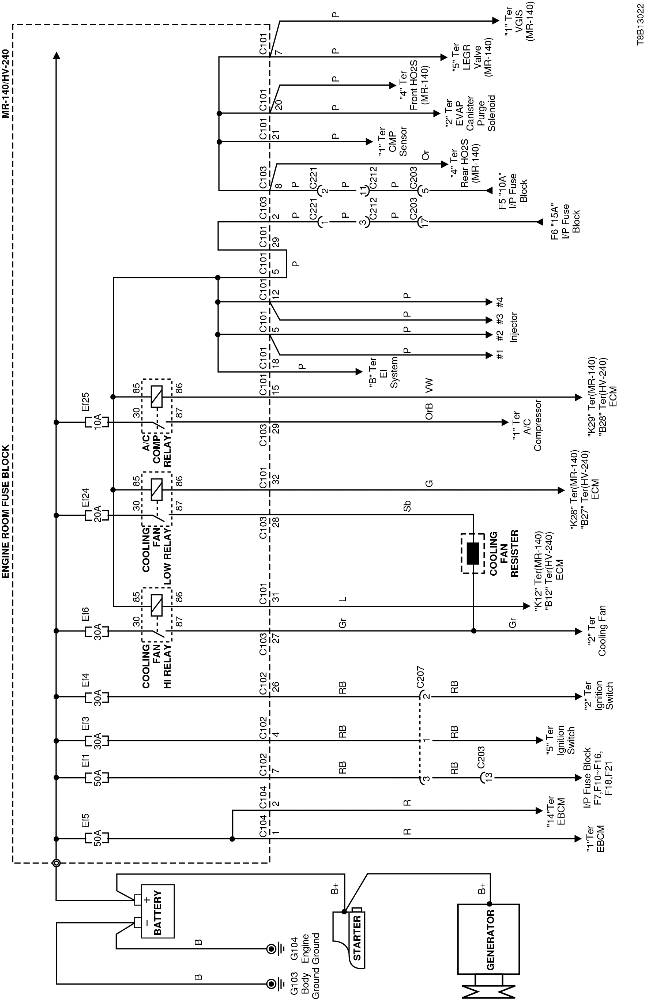 T8B13022
MR-140/HV-240
ENGINE ROOM FUSE BLOCK
BATTERY
−
+
B
B
G103
Body
Ground
G104
Engine
Ground
B+
STARTER
B+
GENERATOR
EI5
50A
C104
1
R
"1"Ter
EBCM
C104
2
R
"14"Ter
EBCM
EI1
50A
C102
7
RB
3
RB
C203
13
I/P Fuse Block
F7,F10~F16,
F18,F21
EI3
30A
C102
4
RB
1
RB
"5" Ter
Ignition
Switch
EI4
30A
C102
26
RB
C207
2
RB
"2" Ter
Ignition
Switch
EI6
30A
30
85
87
86
COOLING
FAN
HI RELAY
C103
27
Gr
Gr
"2" Ter
Cooling Fan
C101
31
L
"K12" Ter(MR-140)
"B12" Ter(HV-240)
ECM
COOLING
FAN
RESISTER
EI24
20A
30
85
87
86
COOLING
FAN
LOW RELAY
C103
28
Sb
C101
32
G
"K28" Ter(MR-140)
"B27" Ter(HV-240)
ECM
EI25
10A
30
85
87
86
A/C
COMP
RELAY
C103
29
OrB
"1" Ter
A/C
Compressor
C101
15
VW
"K29" Ter(MR-140)
"B28" Ter(HV-240)
ECM
C101
18
P
"B" Ter
EI
System
C101
5
P
P
#1
#2
Injector
C101
12
P
P
#3
#4
C101
5
P
C101
29
C103
2
P
C221
1
P
C212
3
P
C203
17
F6 "15A"
I/P Fuse
Block
C103
8
P
C221
2
P
C212
11
P
C203
5
F5 "10A"
I/P Fuse
Block
Or
"4" Ter
Rear HO2S
(MR-140)
C101
21
P
"1" Ter
CMP
Sensor
C101
20
P
"2" Ter
EVAP
Canister
Purge
Solenoid
P
"4" Ter
Front HO2S
(MR-140)
C101
7
P
"5" Ter
LEGR
Valve
(MR-140)
P
"1" Ter
VGIS
(MR-140)